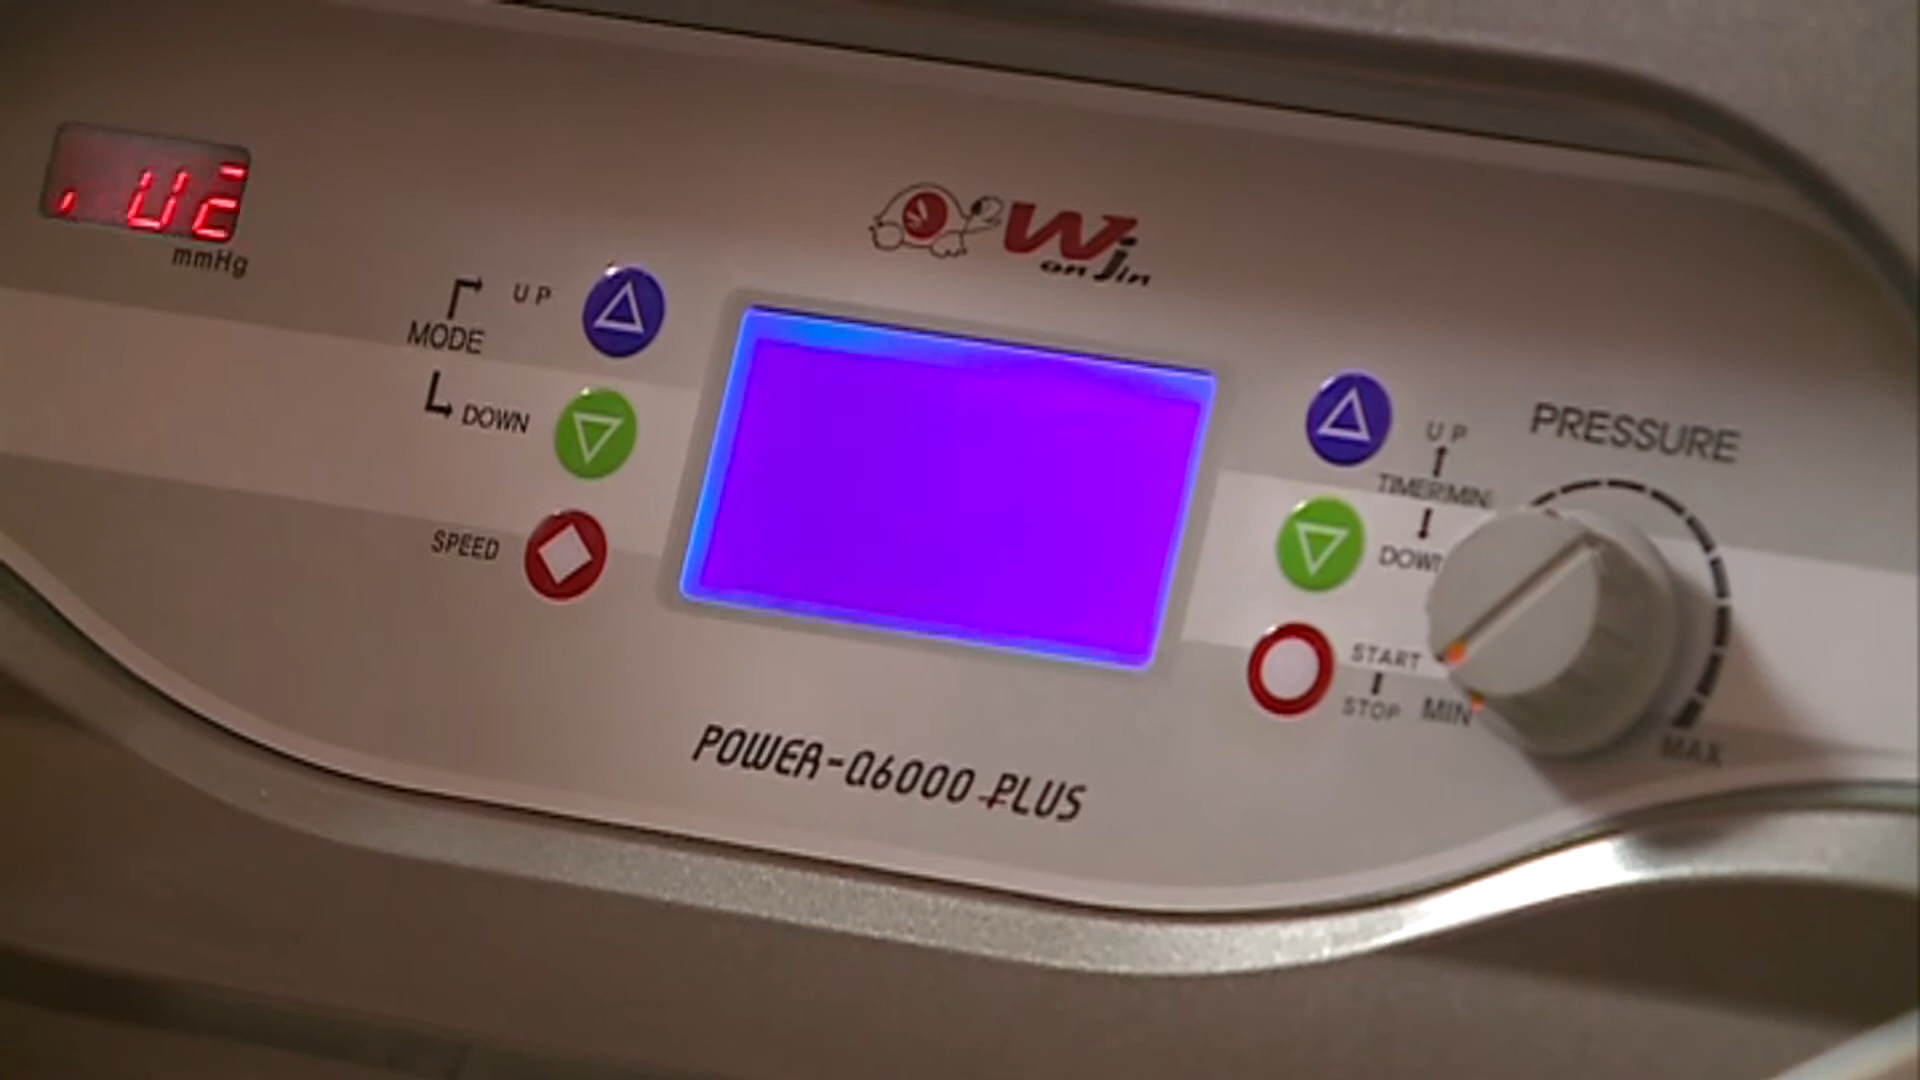 mmHg
Wonjin
UP
MODE
DOWN
SPEED
UP
TIMER/MIN
DOWN
START
STOP
PRESSURE
MIN
MAX
POWER-Q6000 PLUS